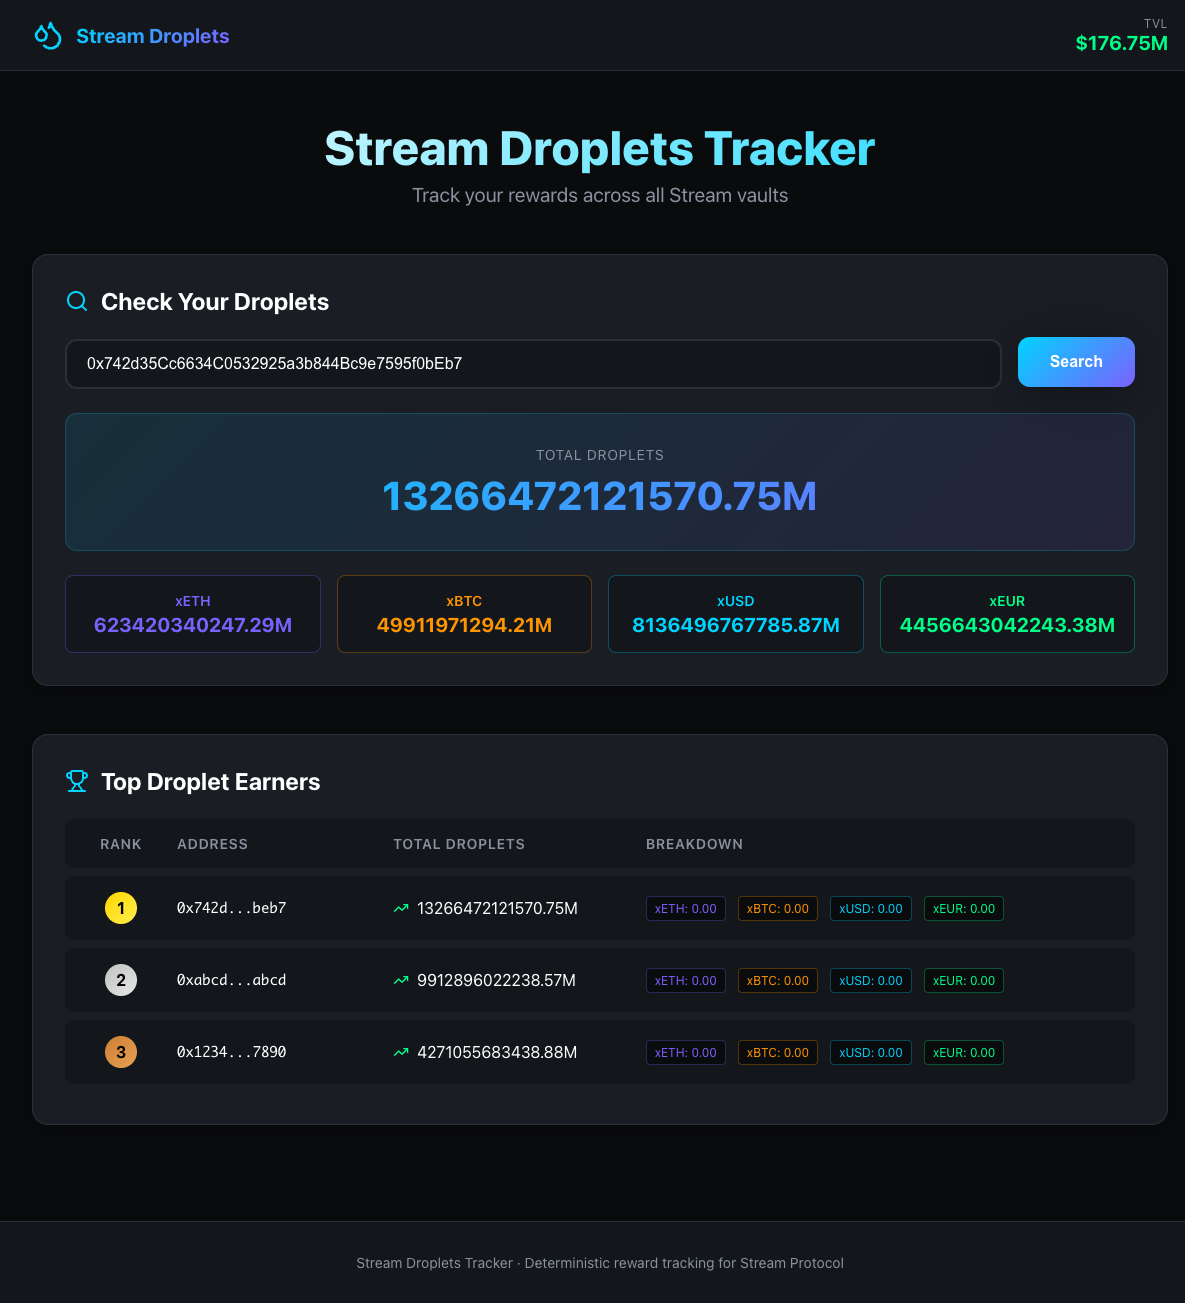 Stream Droplets
TVL
$176.75M
Stream Droplets Tracker
Track your rewards across all Stream vaults
Check Your Droplets
0x742d35Cc6634C0532925a3b844Bc9e7595f0bEb7
Search
TOTAL DROPLETS
13266472121570.75M
xETH
623420340247.29M
xBTC
49911971294.21M
xUSD
8136496767785.87M
xEUR
4456643042243.38M
Top Droplet Earners
RANK ADDRESS TOTAL DROPLETS BREAKDOWN
1 0x742d...beb7 13266472121570.75M xETH: 0.00 xBTC: 0.00 xUSD: 0.00 xEUR: 0.00
2 0xabcd...abcd 9912896022238.57M xETH: 0.00 xBTC: 0.00 xUSD: 0.00 xEUR: 0.00
3 0x1234...7890 4271055683438.88M xETH: 0.00 xBTC: 0.00 xUSD: 0.00 xEUR: 0.00
Stream Droplets Tracker · Deterministic reward tracking for Stream Protocol